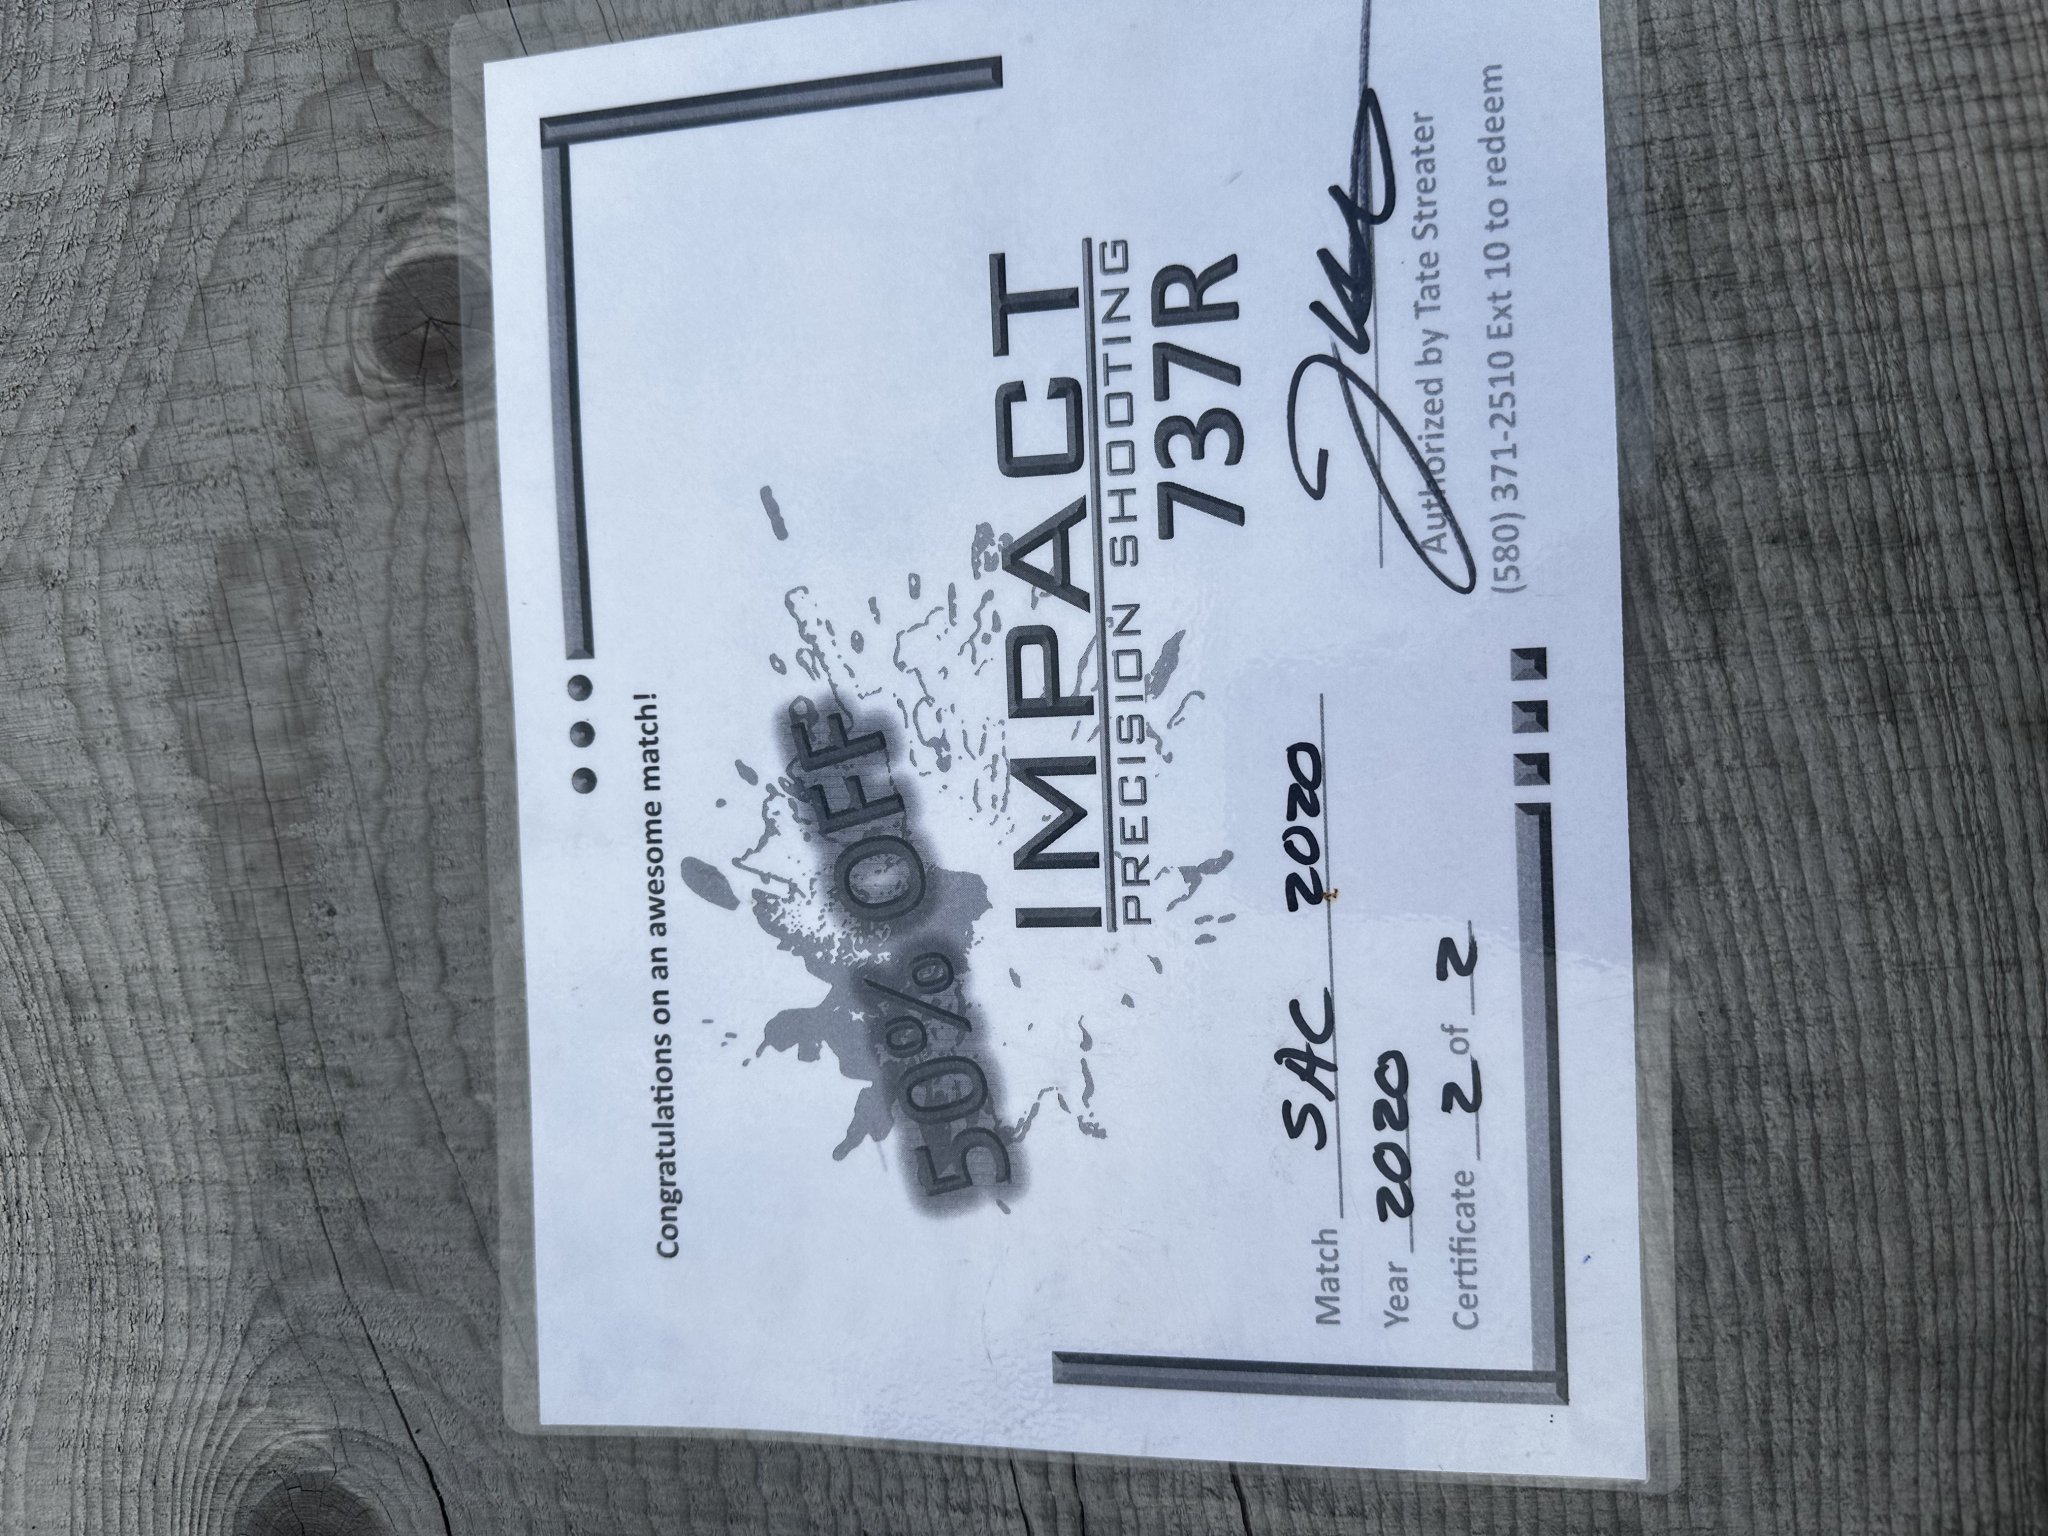 Congratulations on an awesome match!
50% OFF
IMPACT
PRECISION SHOOTING
737R
Match SAC 2020
Year 2020
Certificate 2 of 2
Authorized by Tate Streater
(580) 371-2510 Ext 10 to redeem